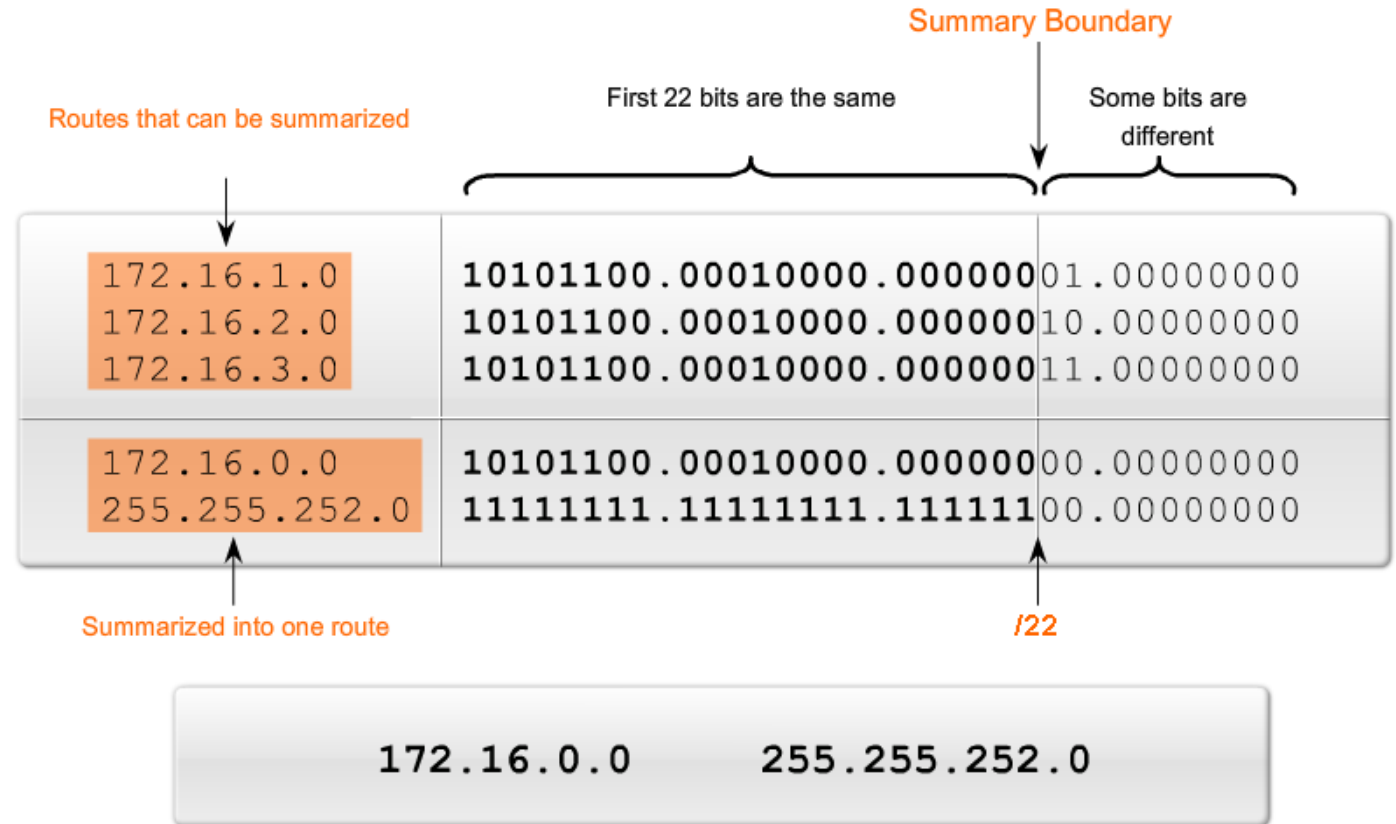 Summary Boundary
Routes that can be summarized
First 22 bits are the same
Some bits are
different
172.16.1.0 10101100.00010000.00000001.00000000
172.16.2.0 10101100.00010000.00000010.00000000
172.16.3.0 10101100.00010000.00000011.00000000
172.16.0.0 10101100.00010000.00000000.00000000
255.255.252.0 11111111.11111111.11111100.00000000
Summarized into one route
/22
172.16.0.0 255.255.252.0